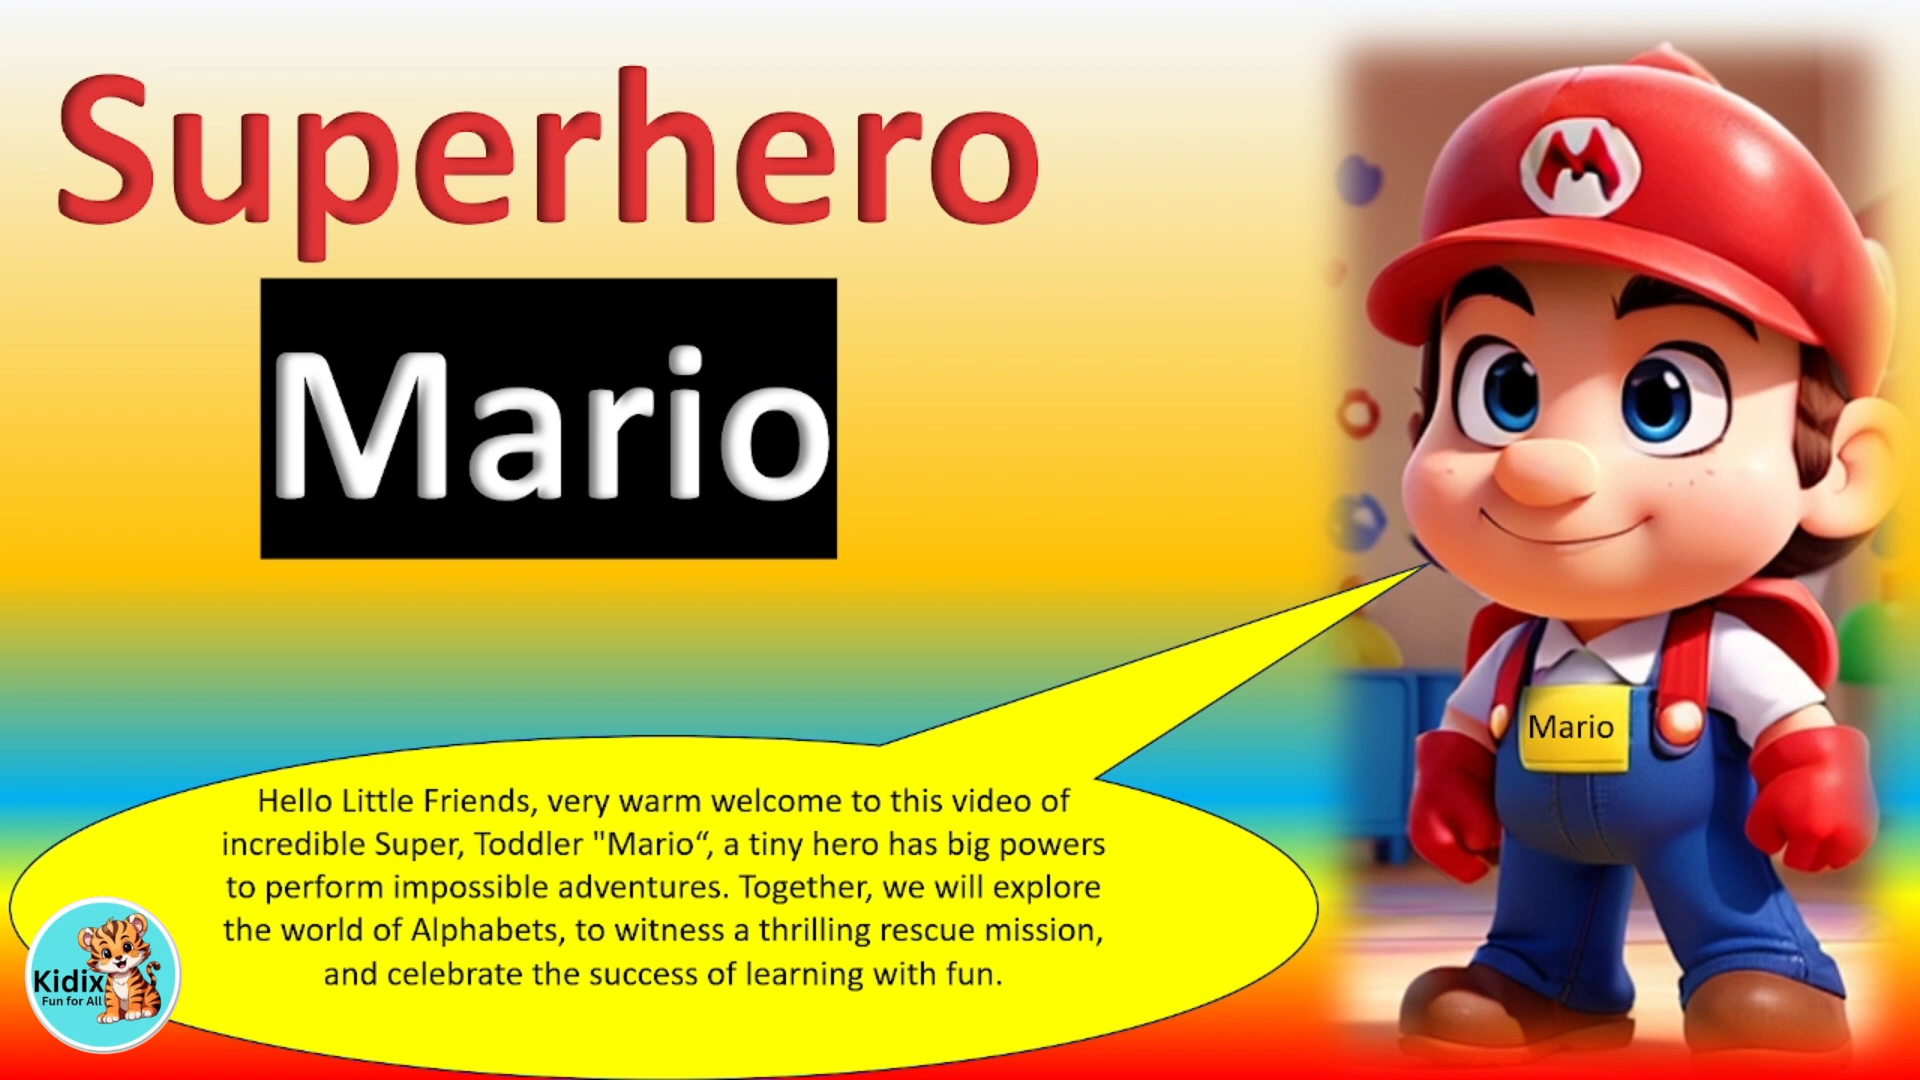 Superhero
Mario
M
Mario
Hello Little Friends, very warm welcome to this video of
incredible Super, Toddler "Mario“, a tiny hero has big powers
to perform impossible adventures. Together, we will explore
the world of Alphabets, to witness a thrilling rescue mission,
and celebrate the success of learning with fun.
Kidix
Fun for All